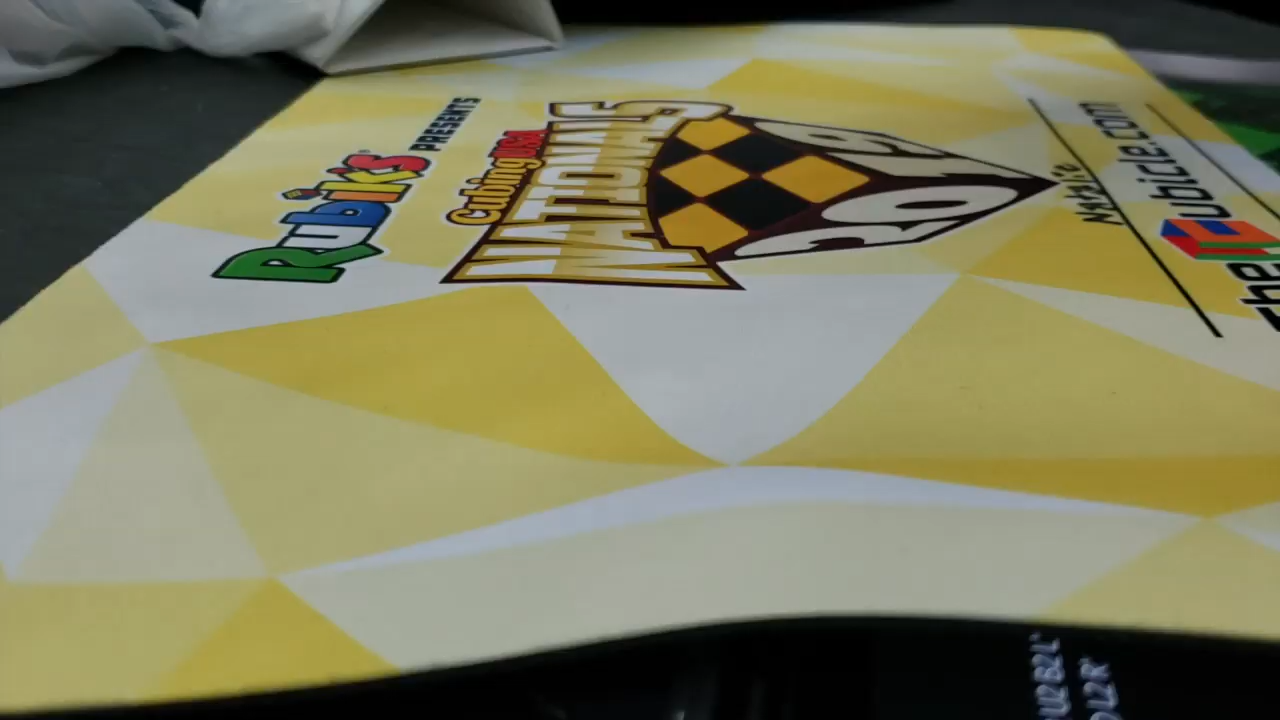 Rubik's
PRESENTS
CubingUSA
NATIONALS
2019
TheCubicle.com